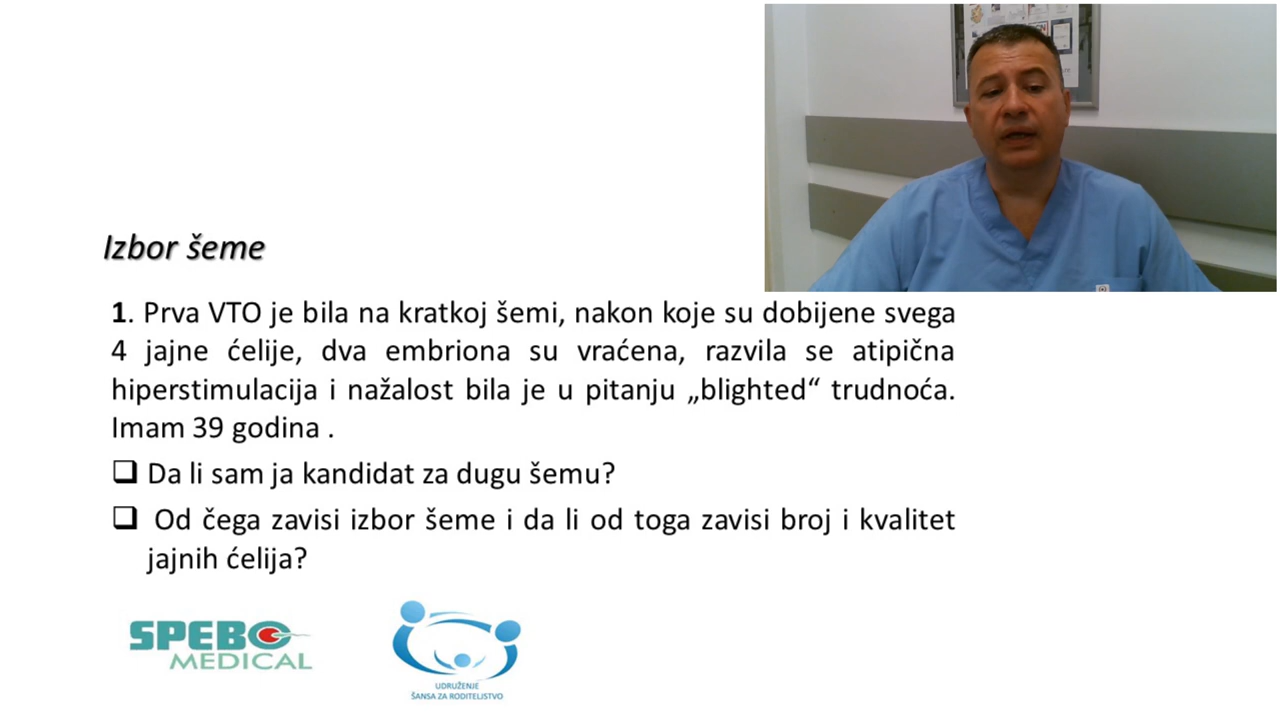 Izbor šeme
1. Prva VTO je bila na kratkoj šemi, nakon koje su dobijene svega
4 jajne ćelije, dva embriona su vraćena, razvila se atipična
hiperstimulacija i nažalost bila je u pitanju „blighted“ trudnoća.
Imam 39 godina .
Da li sam ja kandidat za dugu šemu?
Od čega zavisi izbor šeme i da li od toga zavisi broj i kvalitet
jajnih ćelija?
SPEBO
MEDICAL
UDRUŽENJE
ŠANSA ZA RODITELJSTVO